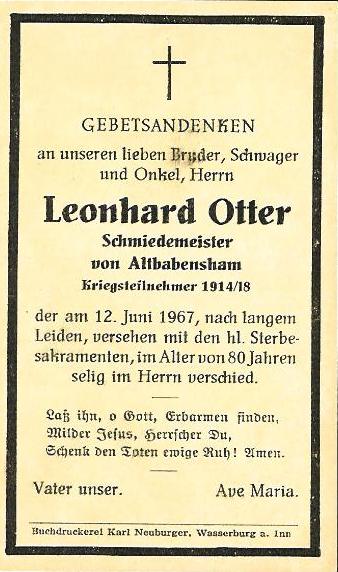 GEBETSANDENKEN
an unseren lieben Bruder, Schwager
und Onkel, Herrn
Leonhard Otter
Schmiedemeister
von Altbabensham
Kriegsteilnehmer 1914/18
der am 12. Juni 1967, nach langem
Leiden, versehen mit den hl. Sterbe-
sakramenten, im Alter von 80 Jahren
selig im Herrn verschied.
Laß ihn, o Gott, Erbarmen finden,
Milder Jesus, Herrscher Du,
Schenk den Toten ewige Ruh! Amen.
Vater unser. Ave Maria.
Buchdruckerei Karl Neuburger, Wasserburg a. Inn